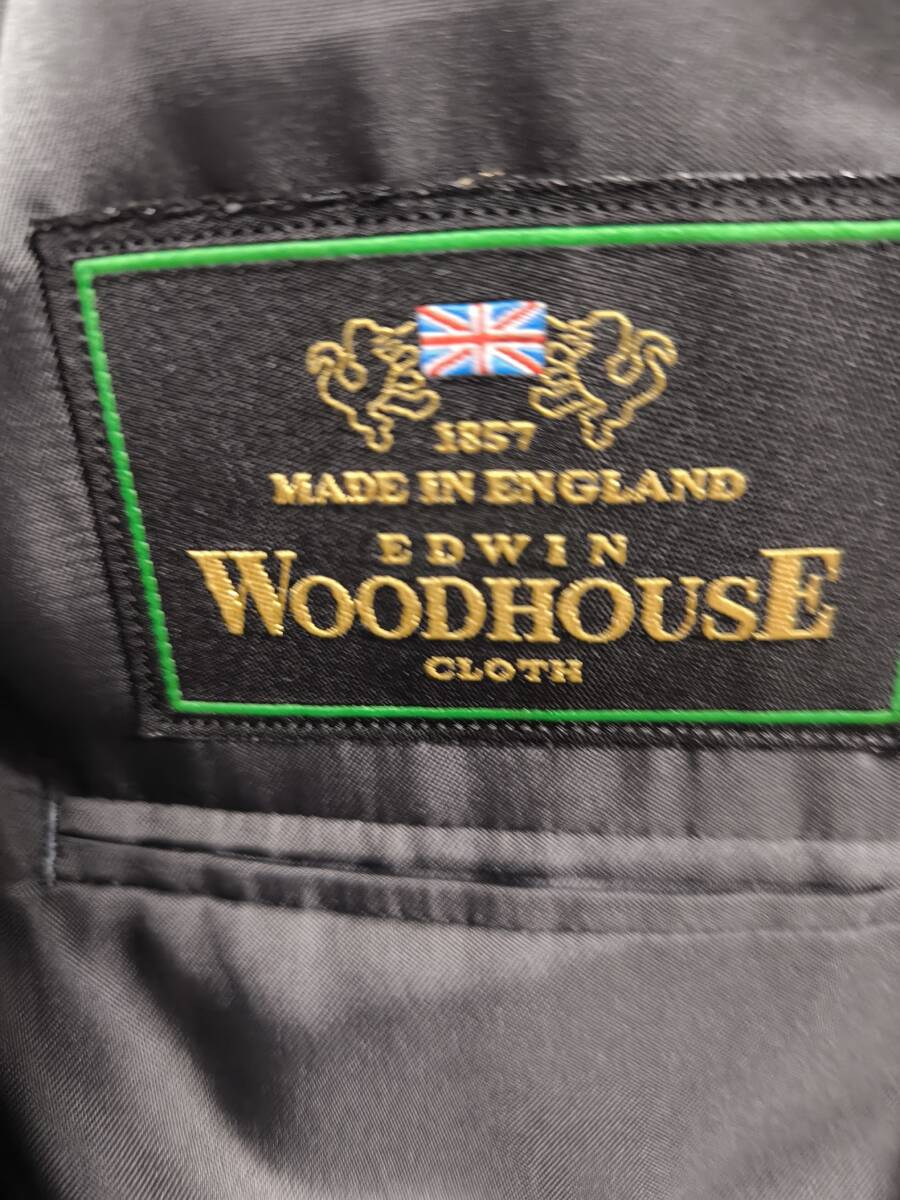 1857
MADE IN ENGLAND
EDWIN
WOODHOUSE
CLOTH